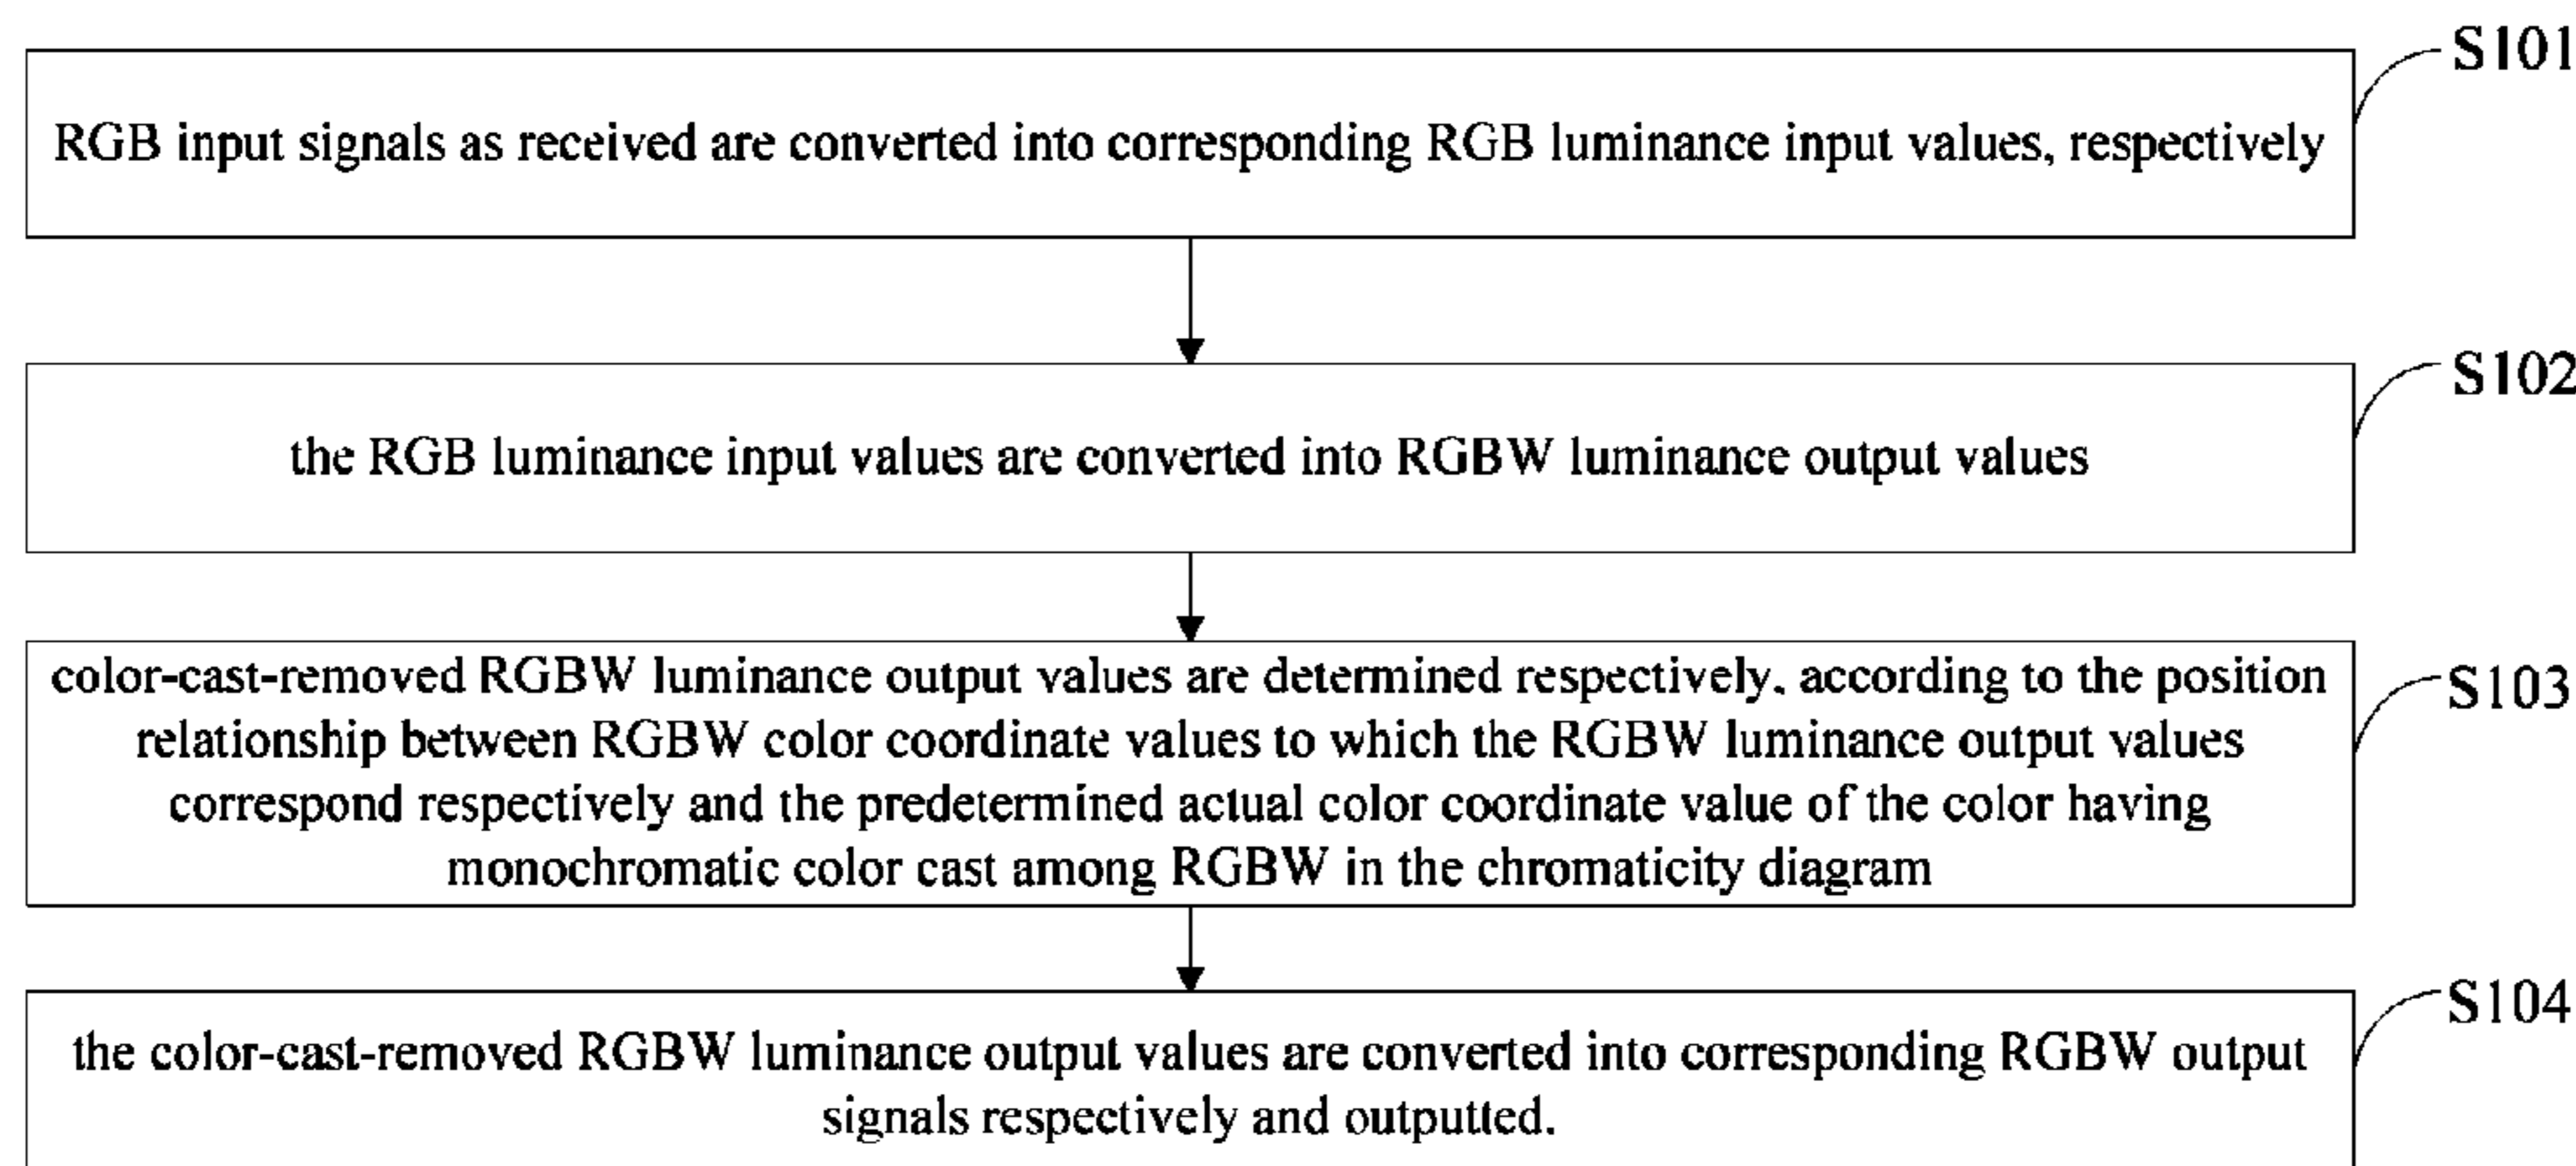 S101
RGB input signals as received are converted into corresponding RGB luminance input values, respectively
S102
the RGB luminance input values are converted into RGBW luminance output values
color-cast-removed RGBW luminance output values are determined respectively, according to the position
S103
relationship between RGBW color coordinate values to which the RGBW luminance output values
correspond respectively and the predetermined actual color coordinate value of the color having
monochromatic color cast among RGBW in the chromaticity diagram
S104
the color-cast-removed RGBW luminance output values are converted into corresponding RGBW output
signals respectively and outputted.